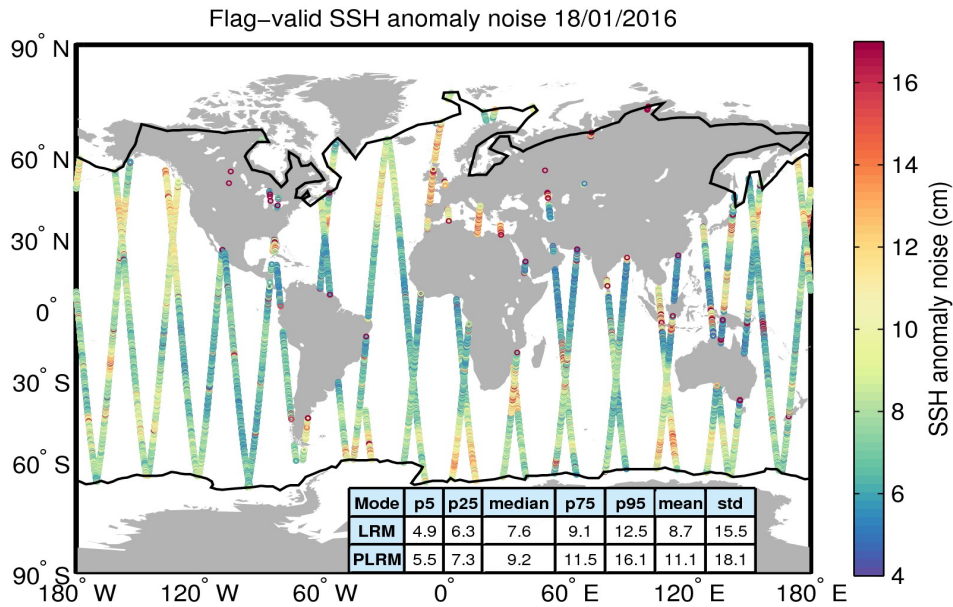 Flag−valid SSH anomaly noise 18/01/2016
90° N
60° N
30° N
0°
30° S
60° S
90° S
180° W
120° W
60° W
0°
60° E
120° E
180° E
Mode p5 p25 median p75 p95 mean std
LRM 4.9 6.3 7.6 9.1 12.5 8.7 15.5
PLRM 5.5 7.3 9.2 11.5 16.1 11.1 18.1
16
14
12
10
8
6
4
SSH anomaly noise (cm)